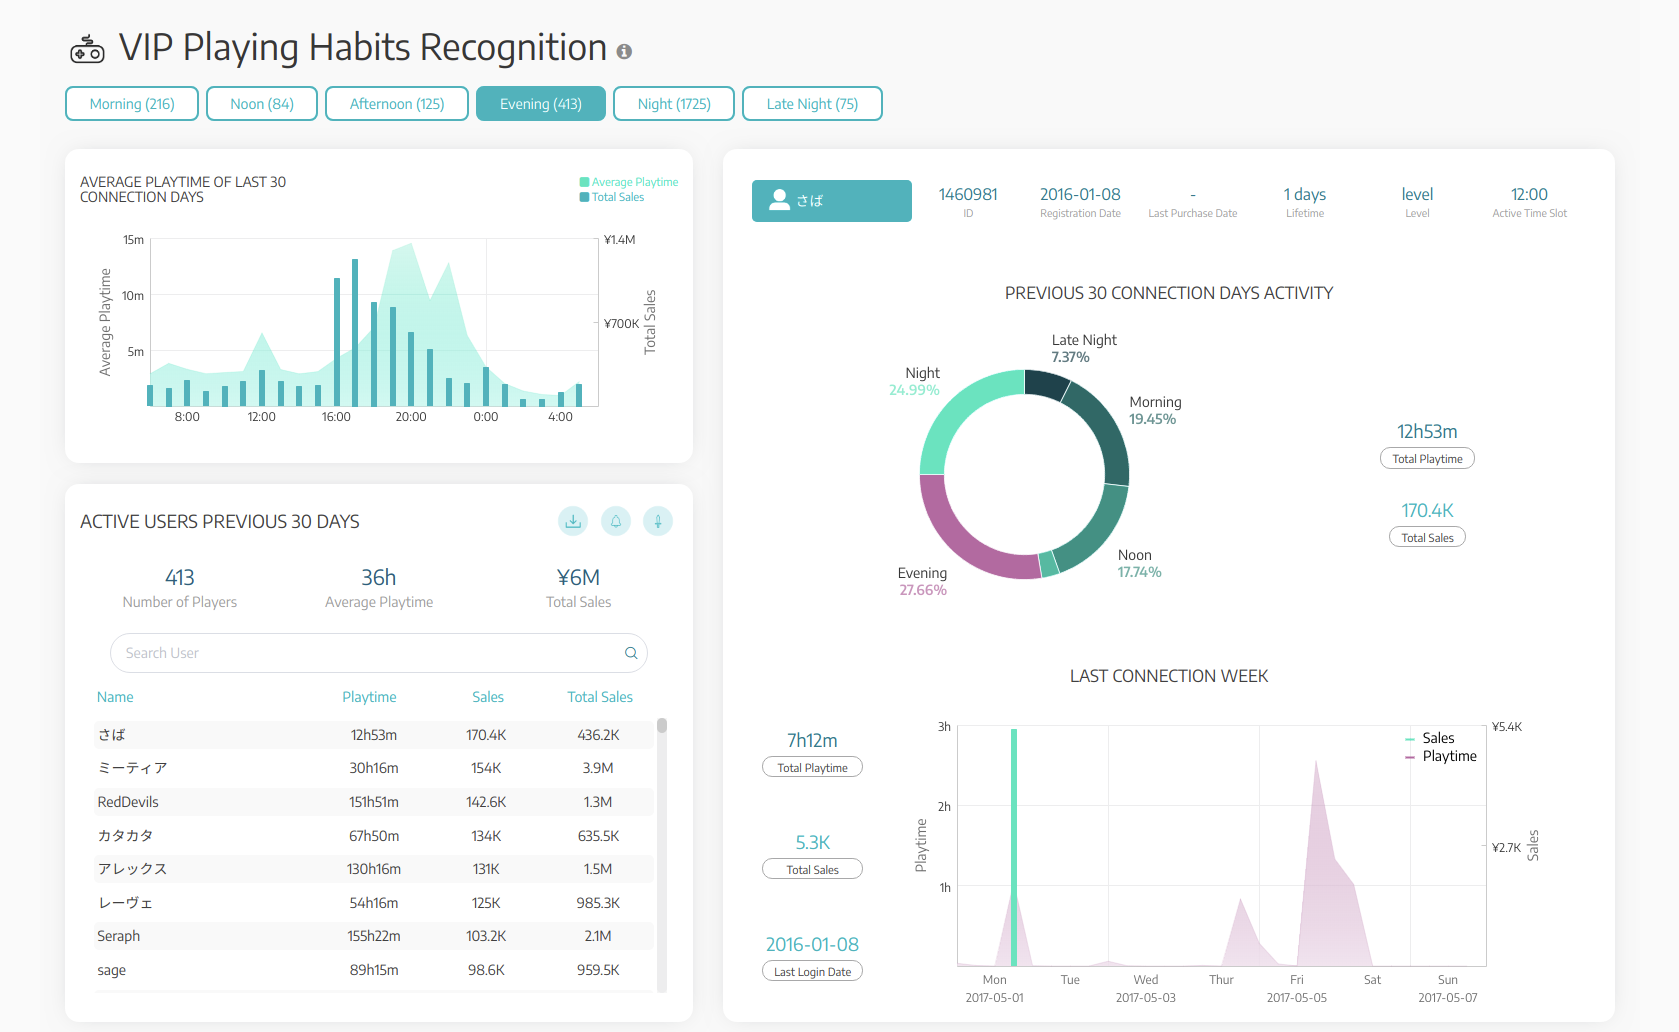 VIP Playing Habits Recognition
Morning (216)
Noon (84)
Afternoon (125)
Evening (413)
Night (1725)
Late Night (75)
AVERAGE PLAYTIME OF LAST 30
CONNECTION DAYS
Average Playtime
Total Sales
15m
10m
5m
Average Playtime
¥1.4M
¥700K
Total Sales
8:00
12:00
16:00
20:00
0:00
4:00
ACTIVE USERS PREVIOUS 30 DAYS
413
Number of Players
36h
Average Playtime
¥6M
Total Sales
Search User
Name Playtime Sales Total Sales
さば 12h53m 170.4K 436.2K
ミーティア 30h16m 154K 3.9M
RedDevils 151h51m 142.6K 1.3M
カタカタ 67h50m 134K 635.5K
アレックス 130h16m 131K 1.5M
レーヴェ 54h16m 125K 985.3K
Seraph 155h22m 103.2K 2.1M
sage 89h15m 98.6K 959.5K
さば
1460981
ID
2016-01-08
Registration Date
-
Last Purchase Date
1 days
Lifetime
level
Level
12:00
Active Time Slot
PREVIOUS 30 CONNECTION DAYS ACTIVITY
Late Night
7.37%
Night
24.99%
Morning
19.45%
Noon
17.74%
Evening
27.66%
12h53m
Total Playtime
170.4K
Total Sales
LAST CONNECTION WEEK
7h12m
Total Playtime
5.3K
Total Sales
2016-01-08
Last Login Date
3h
2h
1h
Playtime
Sales
Playtime
¥5.4K
¥2.7K
Sales
Mon Tue Wed Thur Fri Sat Sun
2017-05-01 2017-05-03 2017-05-05 2017-05-07